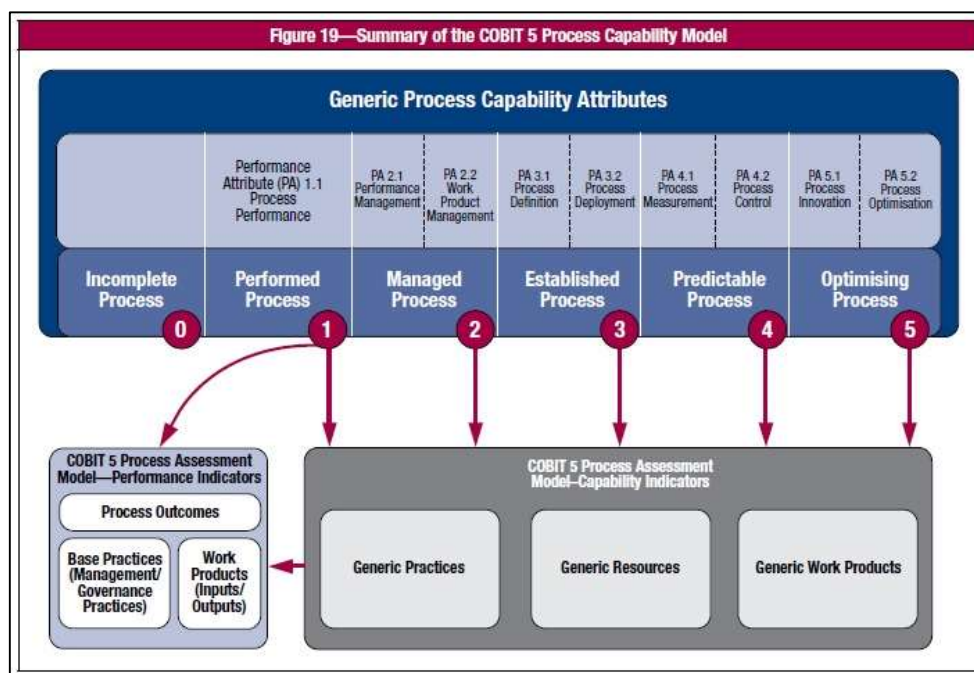 Figure 19—Summary of the COBIT 5 Process Capability Model
Generic Process Capability Attributes
Performance
Attribute (PA) 1.1
Process
Performance
PA 2.1
Performance
Management
PA 2.2
Work
Product
Management
PA 3.1
Process
Definition
PA 3.2
Process
Deployment
PA 4.1
Process
Measurement
PA 4.2
Process
Control
PA 5.1
Process
Innovation
PA 5.2
Process
Optimisation
Incomplete
Process
0
Performed
Process
1
Managed
Process
2
Established
Process
3
Predictable
Process
4
Optimising
Process
5
COBIT 5 Process Assessment
Model—Performance Indicators
Process Outcomes
Base Practices
(Management/
Governance
Practices)
Work
Products
(Inputs/
Outputs)
COBIT 5 Process Assessment
Model–Capability Indicators
Generic Practices
Generic Resources
Generic Work Products